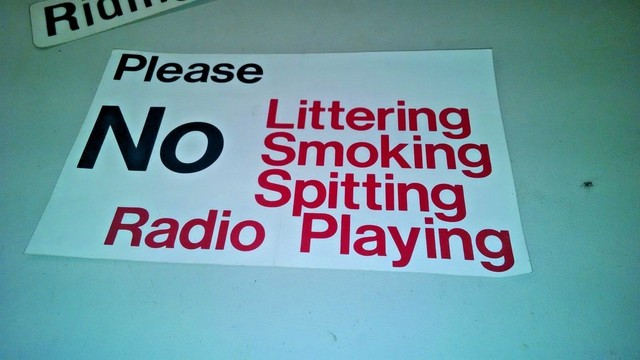 Please
No Littering
Smoking
Spitting
Radio Playing